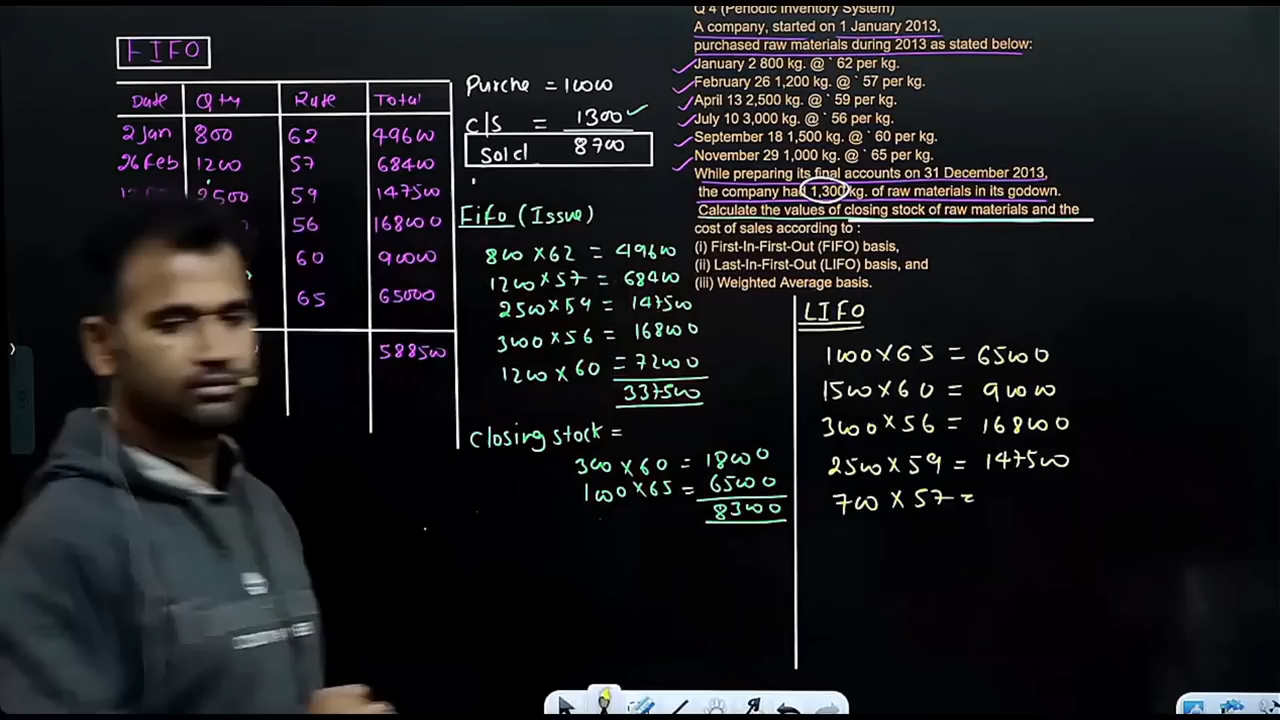 FIFO
Date Qty Rate Total
2 Jan 800 62 49600
26 Feb 1200 57 68400
2500 59 147500
56 168000
60 90000
65 65000
588500
Purche = 10000
C/S = 1300
Sold 8700
Fifo (Issue)
800 × 62 = 49600
1200 × 57 = 68400
2500 × 59 = 147500
3000 × 56 = 168000
1200 × 60 = 72000
337500
Closing stock =
300 × 60 = 18000
1000 × 65 = 65000
83000
Q 4 (Periodic Inventory System)
A company, started on 1 January 2013,
purchased raw materials during 2013 as stated below:
January 2 800 kg. @ ` 62 per kg.
February 26 1,200 kg. @ ` 57 per kg.
April 13 2,500 kg. @ ` 59 per kg.
July 10 3,000 kg. @ ` 56 per kg.
September 18 1,500 kg. @ ` 60 per kg.
November 29 1,000 kg. @ ` 65 per kg.
While preparing its final accounts on 31 December 2013,
the company had 1,300 kg. of raw materials in its godown.
Calculate the values of closing stock of raw materials and the
cost of sales according to :
(i) First-In-First-Out (FIFO) basis,
(ii) Last-In-First-Out (LIFO) basis, and
(iii) Weighted Average basis.
LIFO
1000 × 65 = 65000
1500 × 60 = 90000
3000 × 56 = 168000
2500 × 59 = 147500
700 × 57 =